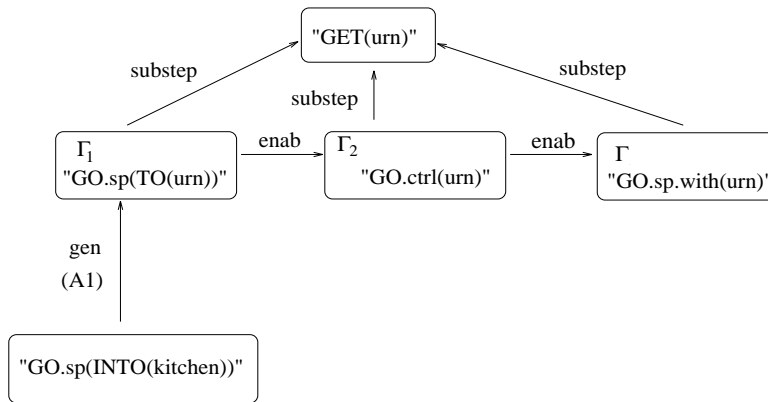 "GET(urn)"
substep
substep
substep
Γ1
"GO.sp(TO(urn))"
enab
Γ2
"GO.ctrl(urn)"
enab
Γ
"GO.sp.with(urn)"
gen
(A1)
"GO.sp(INTO(kitchen))"